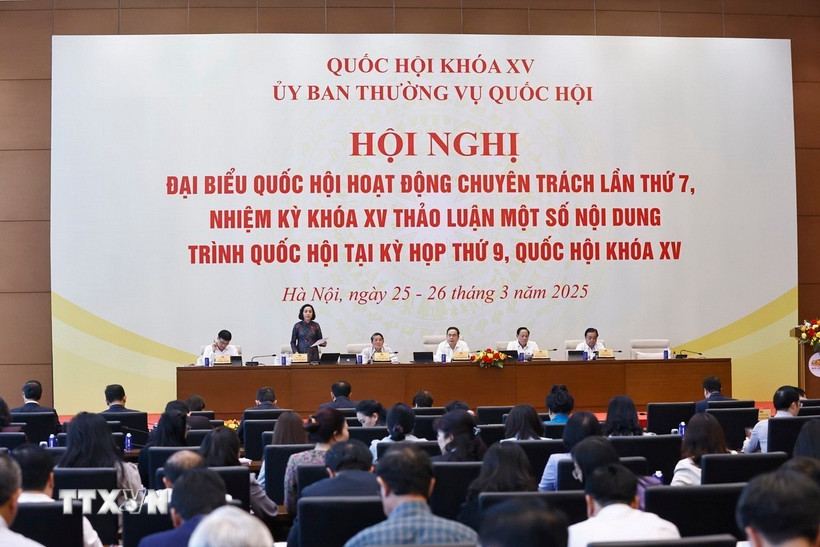 QUỐC HỘI KHÓA XV
ỦY BAN THƯỜNG VỤ QUỐC HỘI
HỘI NGHỊ
ĐẠI BIỂU QUỐC HỘI HOẠT ĐỘNG CHUYÊN TRÁCH LẦN THỨ 7,
NHIỆM KỲ KHÓA XV THẢO LUẬN MỘT SỐ NỘI DUNG
TRÌNH QUỐC HỘI TẠI KỲ HỌP THỨ 9, QUỐC HỘI KHÓA XV
Hà Nội, ngày 25 - 26 tháng 3 năm 2025
TTXVN